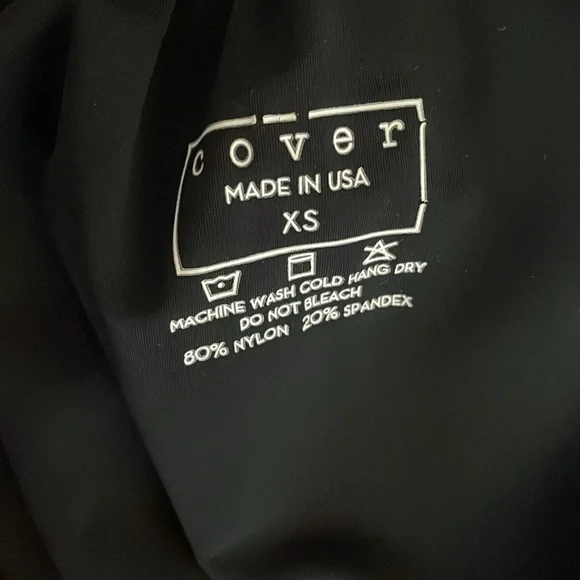 cover
MADE IN USA
XS
MACHINE WASH COLD HANG DRY
DO NOT BLEACH
80% NYLON 20% SPANDEX